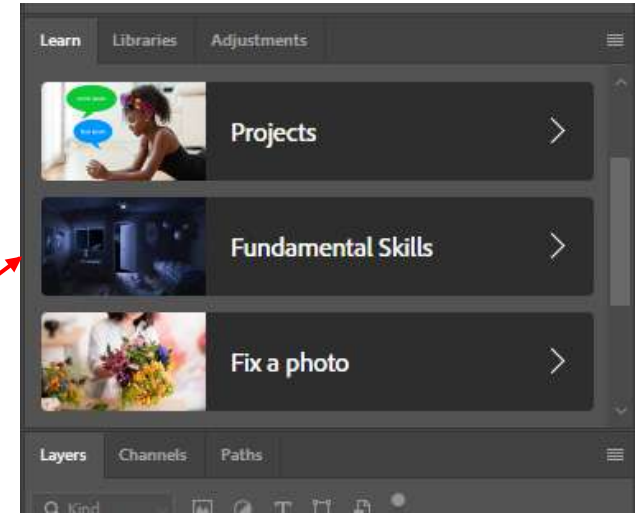 Learn Libraries Adjustments
Projects
Fundamental Skills
Fix a photo
Layers Channels Paths
Kind